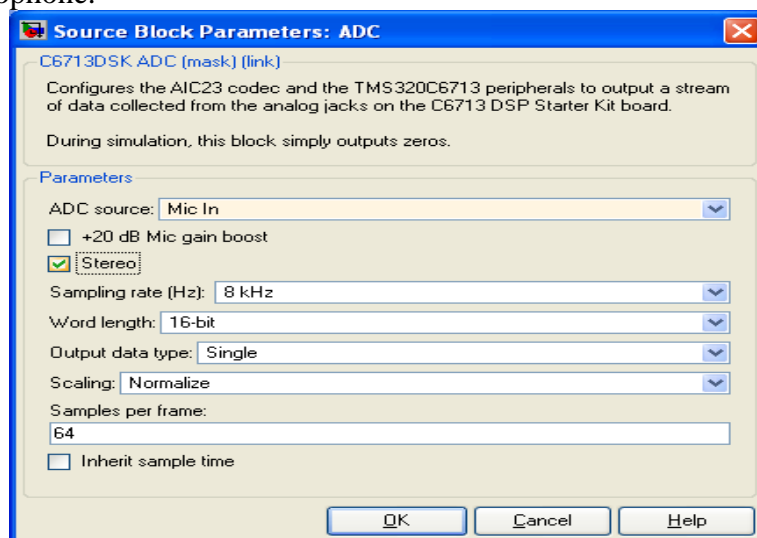 Source Block Parameters: ADC
C6713DSK ADC (mask) (link)
Configures the AIC23 codec and the TMS320C6713 peripherals to output a stream
of data collected from the analog jacks on the C6713 DSP Starter Kit board.
During simulation, this block simply outputs zeros.
Parameters
ADC source: Mic In
+20 dB Mic gain boost
Stereo
Sampling rate (Hz): 8 kHz
Word length: 16-bit
Output data type: Single
Scaling: Normalize
Samples per frame:
64
Inherit sample time
OK Cancel Help